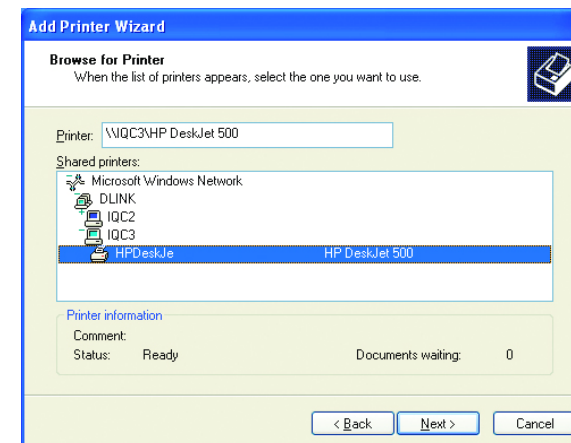 Add Printer Wizard
Browse for Printer
When the list of printers appears, select the one you want to use.
Printer: \\IQC3\HP DeskJet 500
Shared printers:
Microsoft Windows Network
DLINK
IQC2
IQC3
HPDeskJe HP DeskJet 500
Printer information
Comment:
Status: Ready Documents waiting: 0
< Back Next > Cancel